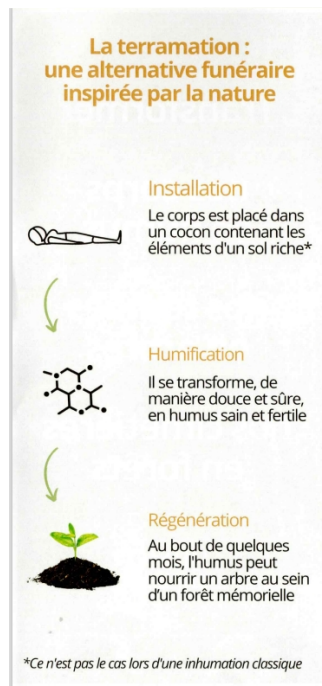 La terramation :
une alternative funéraire
inspirée par la nature
Installation
Le corps est placé dans
un cocon contenant les
éléments d'un sol riche*
Humification
Il se transforme, de
manière douce et sûre,
en humus sain et fertile
Régénération
Au bout de quelques
mois, l'humus peut
nourrir un arbre au sein
d'un forêt mémorielle
*Ce n'est pas le cas lors d'une inhumation classique